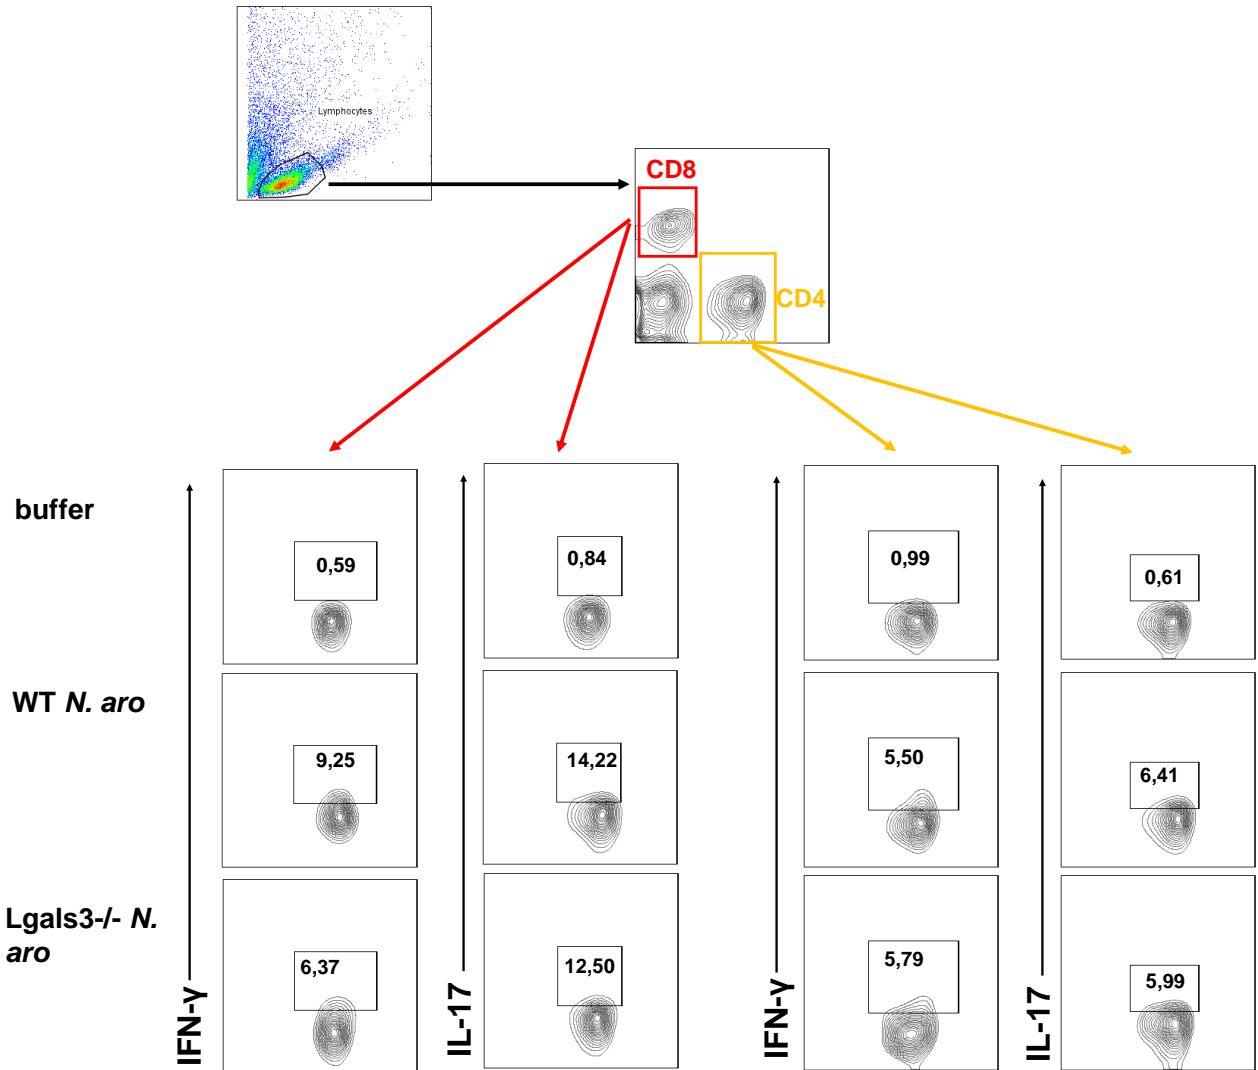 Lymphocytes
CD8
CD4
buffer
0,59
0,84
0,99
0,61
WT N. aro
9,25
14,22
5,50
6,41
Lgals3-/- N.
aro
6,37
12,50
5,79
5,99
IFN-γ
IL-17
IFN-γ
IL-17